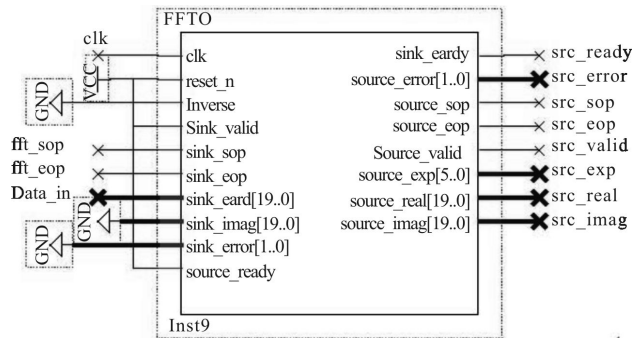 FFTO
clk
clk
sink_eardy
src_ready
VCC
reset_n
source_error[1..0]
src_error
GND
Inverse
source_sop
src_sop
Sink_valid
source_eop
src_eop
fft_sop
sink_sop
Source_valid
src_valid
fft_eop
sink_eop
source_exp[5..0]
src_exp
Data_in
sink_eard[19..0]
source_real[19..0]
src_real
GND
sink_imag[19..0]
source_imag[19..0]
src_imag
GND
sink_error[1..0]
source_ready
Inst9